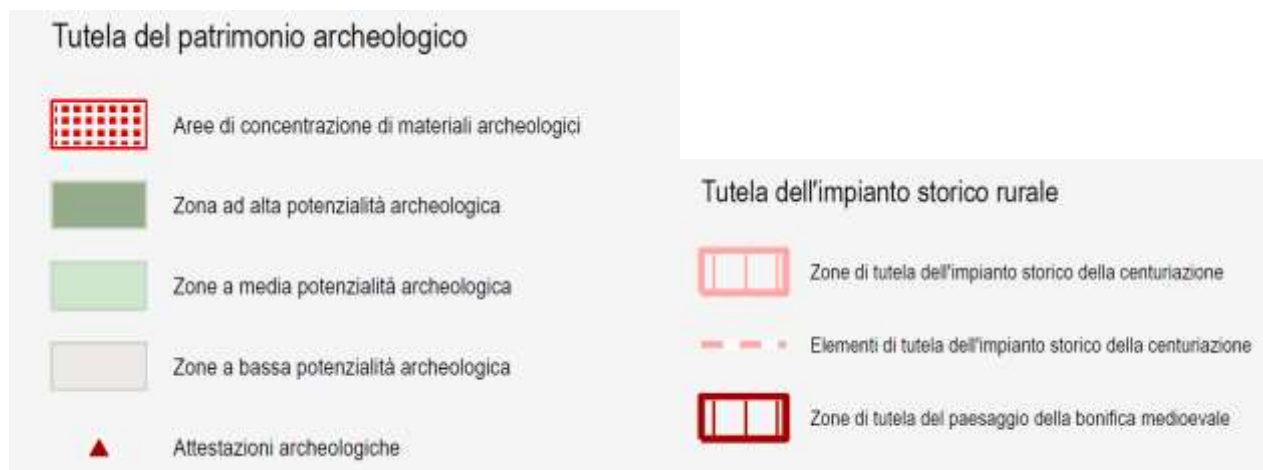 Tutela del patrimonio archeologico
Aree di concentrazione di materiali archeologici
Zona ad alta potenzialità archeologica
Zone a media potenzialità archeologica
Zone a bassa potenzialità archeologica
Attestazioni archeologiche
Tutela dell'impianto storico rurale
Zone di tutela dell'impianto storico della centuriazione
Elementi di tutela dell'impianto storico della centuriazione
Zone di tutela del paesaggio della bonifica medioevale